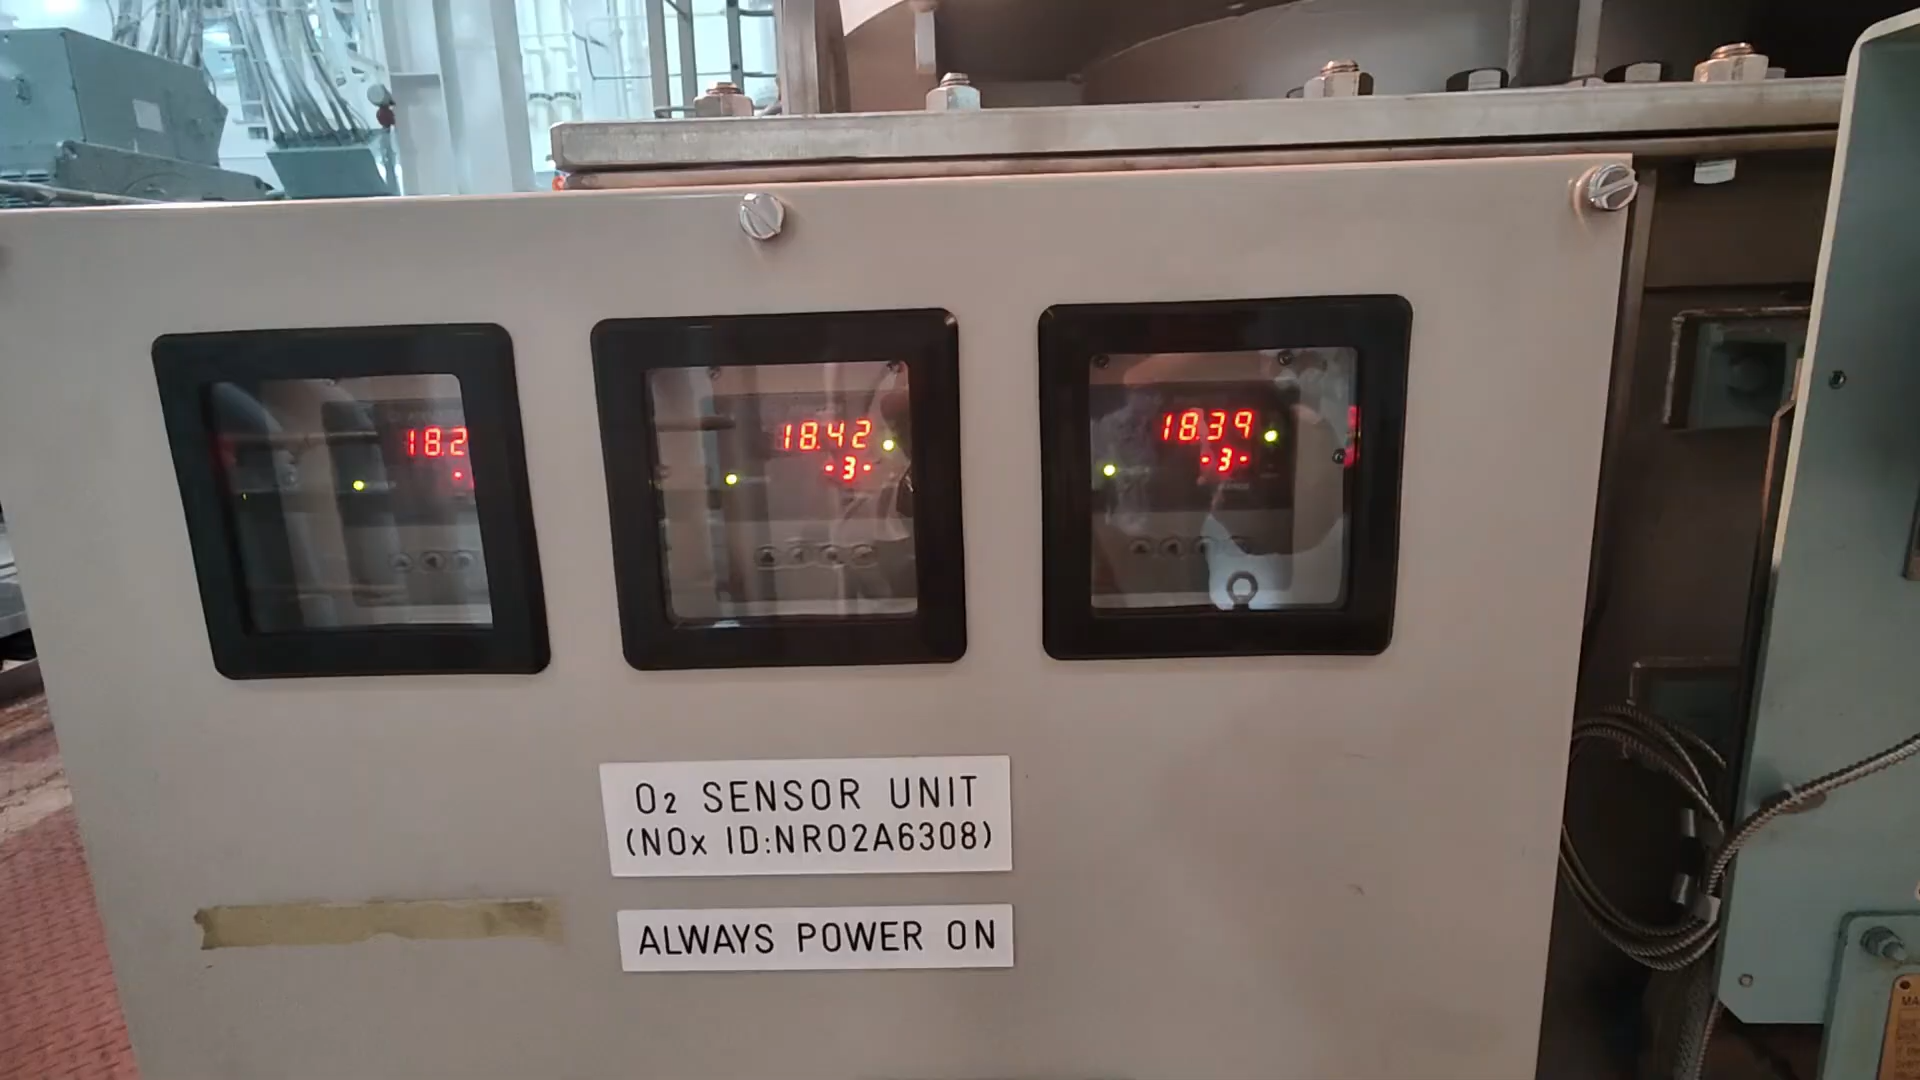 18.2
18.42
-3-
18.39
-3-
O2 SENSOR UNIT
(NOx ID:NRO2A6308)
ALWAYS POWER ON